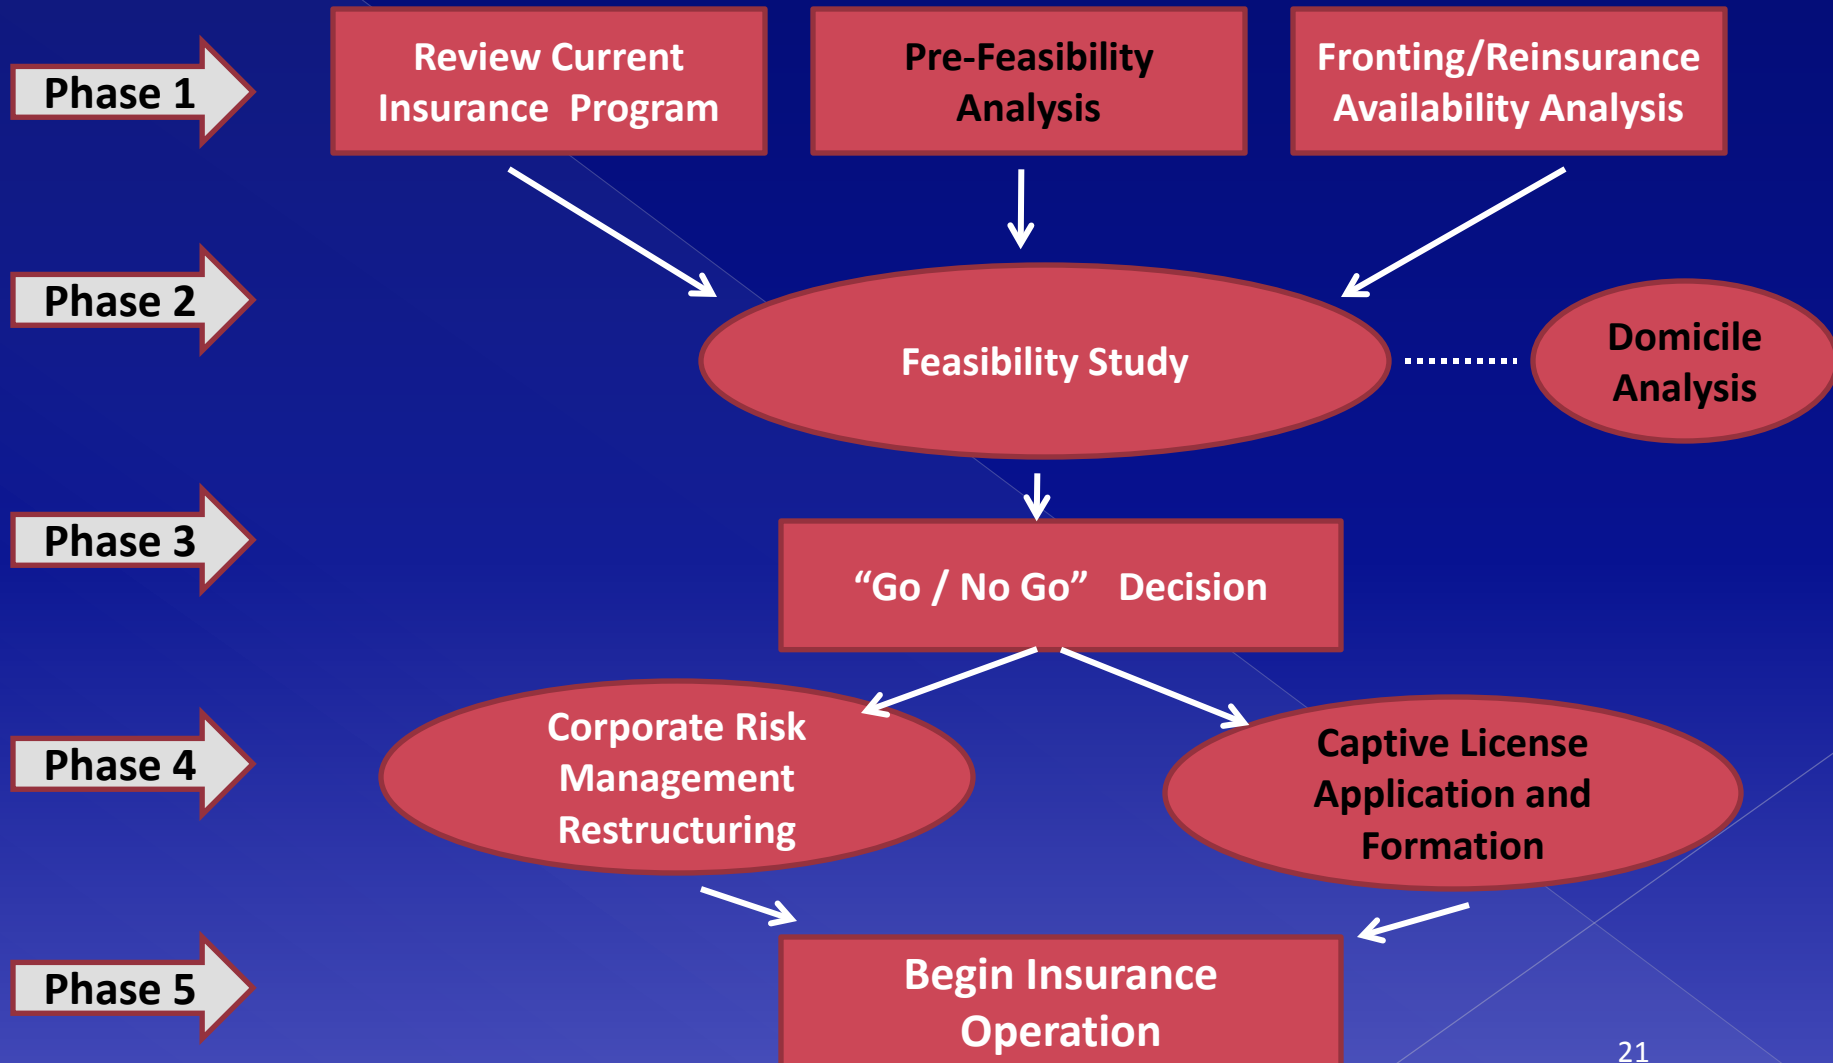 Phase 1
Review Current
Insurance  Program
Pre-Feasibility
Analysis
Fronting/Reinsurance
Availability Analysis
Phase 2
Feasibility Study
Domicile
Analysis
Phase 3
“Go / No Go”   Decision
Phase 4
Corporate Risk
Management
Restructuring
Captive License
Application and
Formation
Phase 5
Begin Insurance
Operation
21